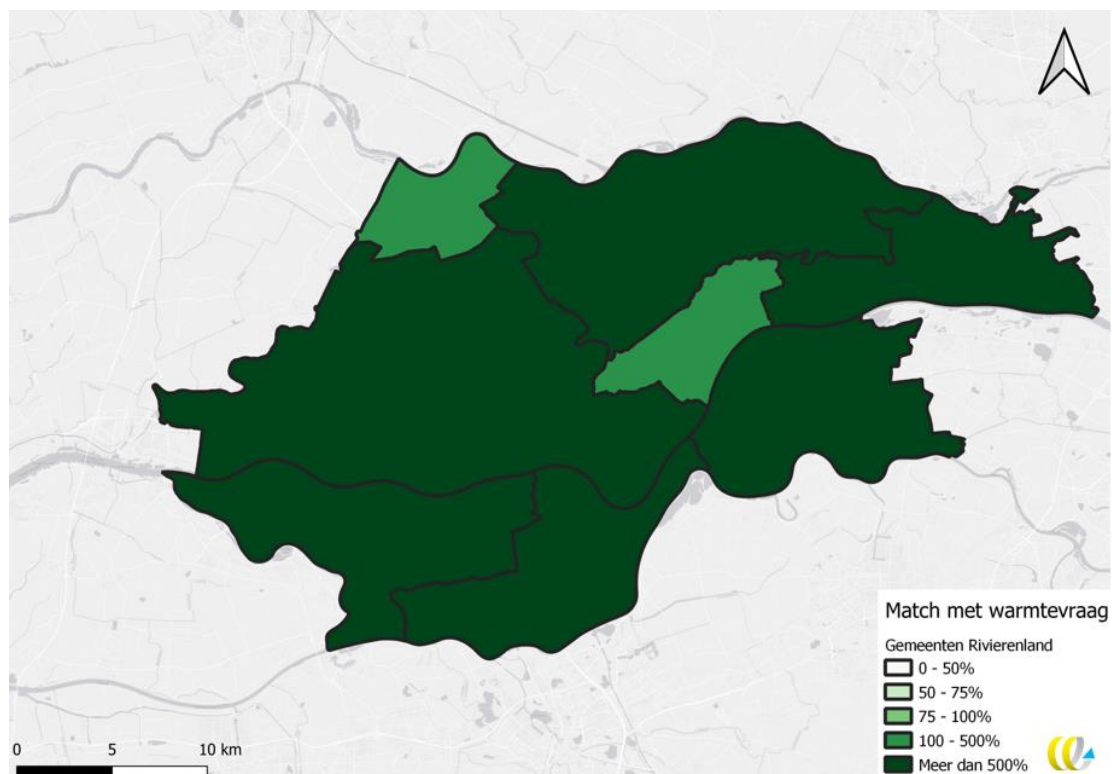 Match met warmtevraag
Gemeenten Rivierenland
0 - 50%
50 - 75%
75 - 100%
100 - 500%
Meer dan 500%
0 5 10 km